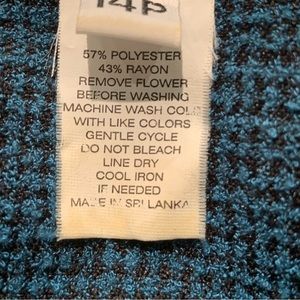 14P
57% POLYESTER
43% RAYON
REMOVE FLOWER
BEFORE WASHING
MACHINE WASH COLD
WITH LIKE COLORS
GENTLE CYCLE
DO NOT BLEACH
LINE DRY
COOL IRON
IF NEEDED
MADE IN SRI LANKA